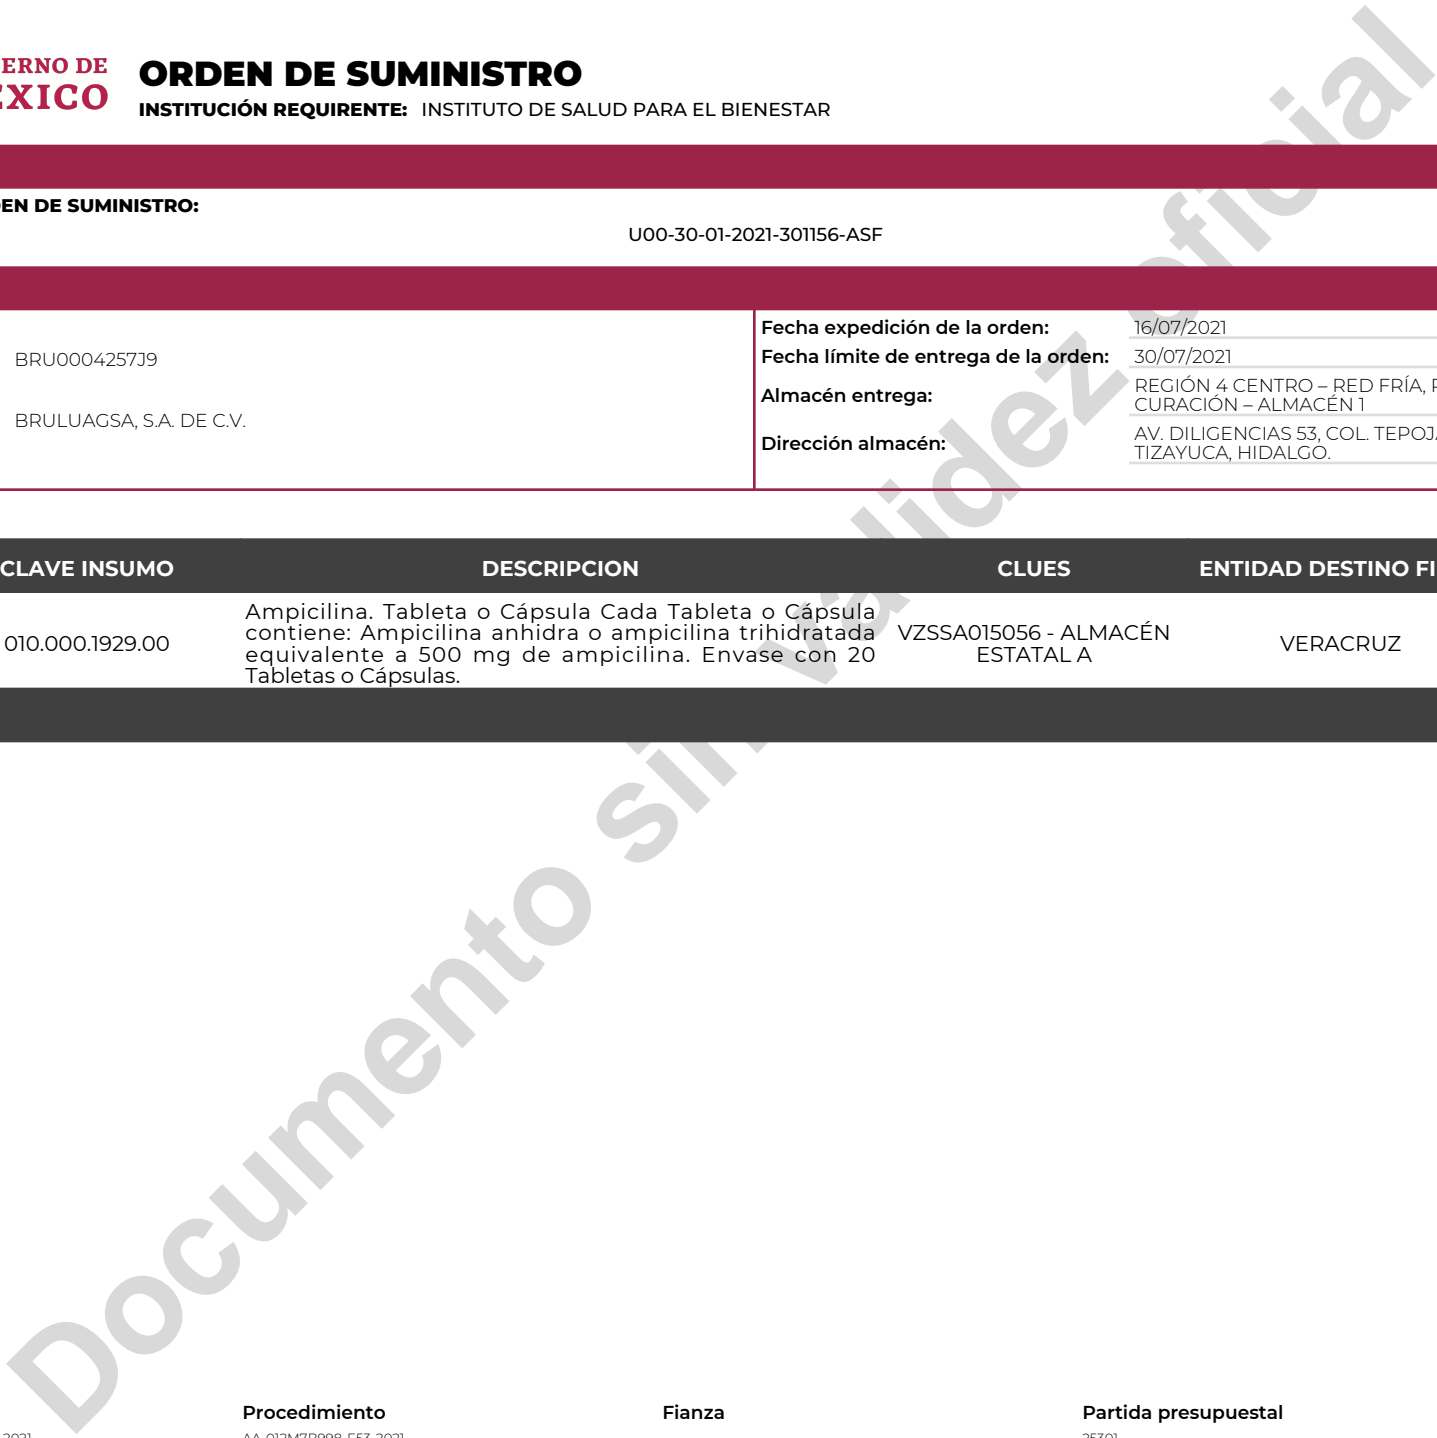 ERNO DE
ORDEN DE SUMINISTRO
INSTITUCIÓN REQUIRENTE: INSTITUTO DE SALUD PARA EL BIENESTAR
EXICO
EN DE SUMINISTRO:
U00-30-01-2021-301156-ASF
BRU0004257J9
BRULUAGSA, S.A. DE C.V.
Fecha expedición de la orden: 16/07/2021
Fecha límite de entrega de la orden: 30/07/2021
Almacén entrega: REGIÓN 4 CENTRO – RED FRÍA,
CURACIÓN – ALMACÉN 1
Dirección almacén: AV. DILIGENCIAS 53, COL. TEPOJ
TIZAYUCA, HIDALGO.
CLAVE INSUMO DESCRIPCION CLUES ENTIDAD DESTINO FI
010.000.1929.00
Ampicilina. Tableta o Cápsula Cada Tableta o Cápsula
contiene: Ampicilina anhidra o ampicilina trihidratada
equivalente a 500 mg de ampicilina. Envase con 20
Tabletas o Cápsulas.
VZSSA015056 - ALMACÉN
ESTATAL A
VERACRUZ
Documento sin validez oficial
Procedimiento Fianza Partida presupuestal